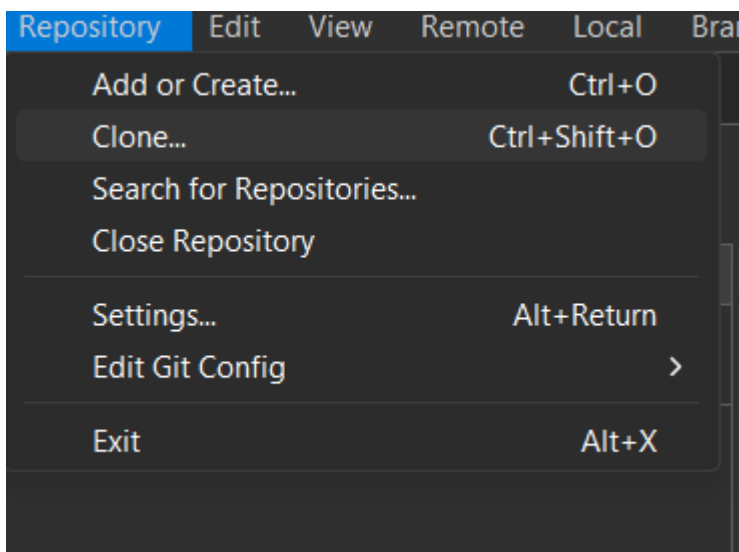 Repository Edit View Remote Local
Add or Create... Ctrl+O
Clone... Ctrl+Shift+O
Search for Repositories...
Close Repository
Settings... Alt+Return
Edit Git Config
Exit Alt+X